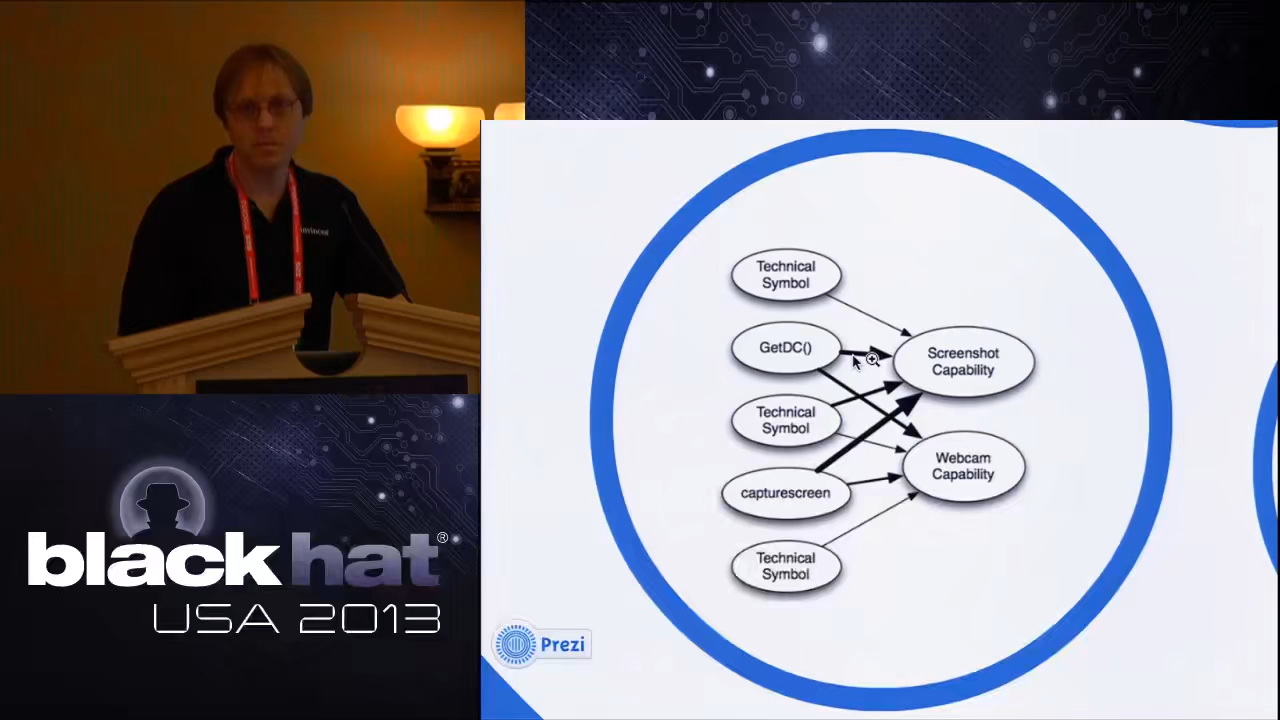 Technical
Symbol
GetDC()
Screenshot
Capability
Technical
Symbol
Webcam
Capability
capturescreen
Technical
Symbol
Prezi
blackhat®
USA 2013